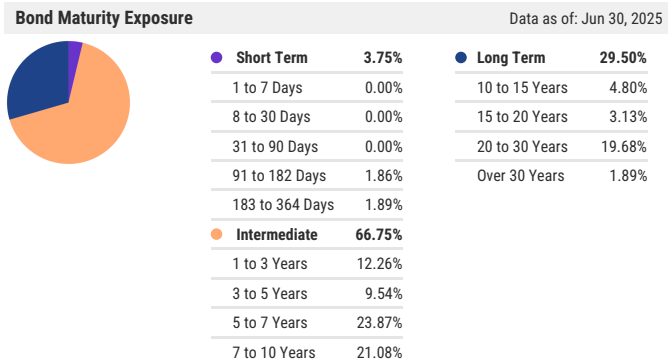 Bond Maturity Exposure
Data as of: Jun 30, 2025
Short Term 3.75%
1 to 7 Days 0.00%
8 to 30 Days 0.00%
31 to 90 Days 0.00%
91 to 182 Days 1.86%
183 to 364 Days 1.89%
Intermediate 66.75%
1 to 3 Years 12.26%
3 to 5 Years 9.54%
5 to 7 Years 23.87%
7 to 10 Years 21.08%
Long Term 29.50%
10 to 15 Years 4.80%
15 to 20 Years 3.13%
20 to 30 Years 19.68%
Over 30 Years 1.89%